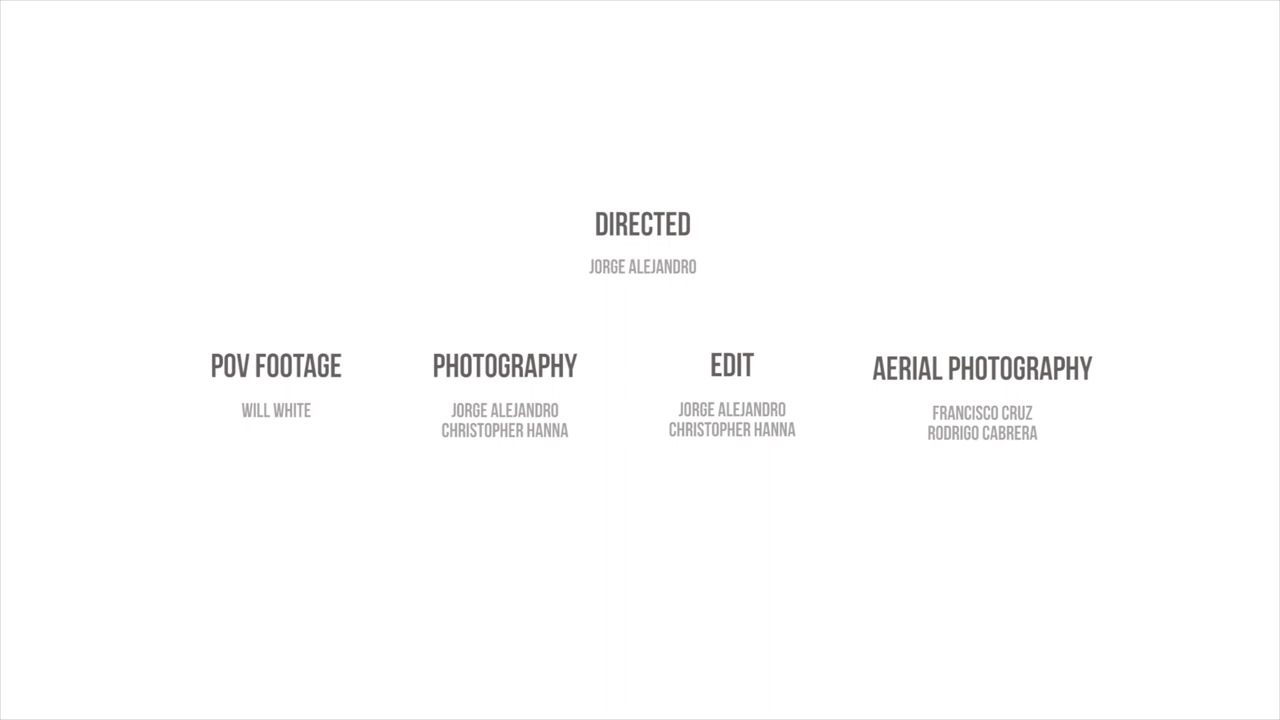 DIRECTED
JORGE ALEJANDRO
POV FOOTAGE
WILL WHITE
PHOTOGRAPHY
JORGE ALEJANDRO
CHRISTOPHER HANNA
EDIT
JORGE ALEJANDRO
CHRISTOPHER HANNA
AERIAL PHOTOGRAPHY
FRANCISCO CRUZ
RODRIGO CABRERA